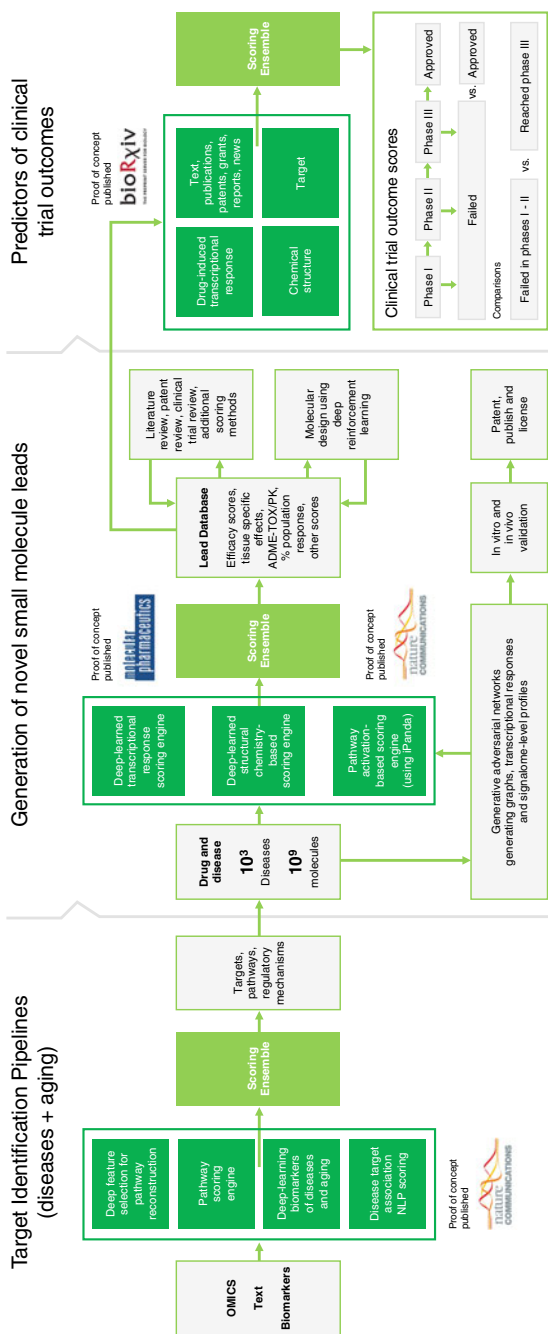 Target Identification Pipelines
(diseases + aging)
OMICS
Text
Biomarkers
Deep feature
selection for
pathway
reconstruction
Pathway
scoring
engine
Deep-learning
biomarkers
of diseases
and aging
Disease target
association
NLP scoring
Proof of concept
published
nature
COMMUNICATIONS
Scoring
Ensemble
Targets,
pathways,
regulatory
mechanisms
Generation of novel small molecule leads
Drug and
disease
10³
Diseases
10⁹
molecules
Deep-learned
transcriptional
response
scoring engine
Deep-learned
structural
chemistry-
based
scoring engine
Pathway
activation-
based scoring
engine
(using iPanda)
Proof of concept
published
molecular
pharmaceutics
Scoring
Ensemble
Proof of concept
published
nature
COMMUNICATIONS
Generative adversarial networks
generating graphs, transcriptional responses
and signalome-level profiles
Lead Database
Efficacy scores,
tissue specific
effects,
ADME-TOX/PK,
% population
response,
other scores
Literature
review, patent
review, clinical
trial review,
additional
scoring
methods
Molecular
design using
deep
reinforcement
learning
In vitro and
in vivo
validation
Patent,
publish and
license
Predictors of clinical
trial outcomes
Proof of concept
published
bioRxiv
THE PREPRINT SERVER FOR BIOLOGY
Drug-induced
transcriptional
response
Text,
publications,
patents, grants,
reports, news
Chemical
structure
Target
Scoring
Ensemble
Clinical trial outcome scores
Phase I
Phase II
Phase III
Approved
Failed
vs.
Approved
Comparisons
Failed in phases I - II
vs.
Reached phase III